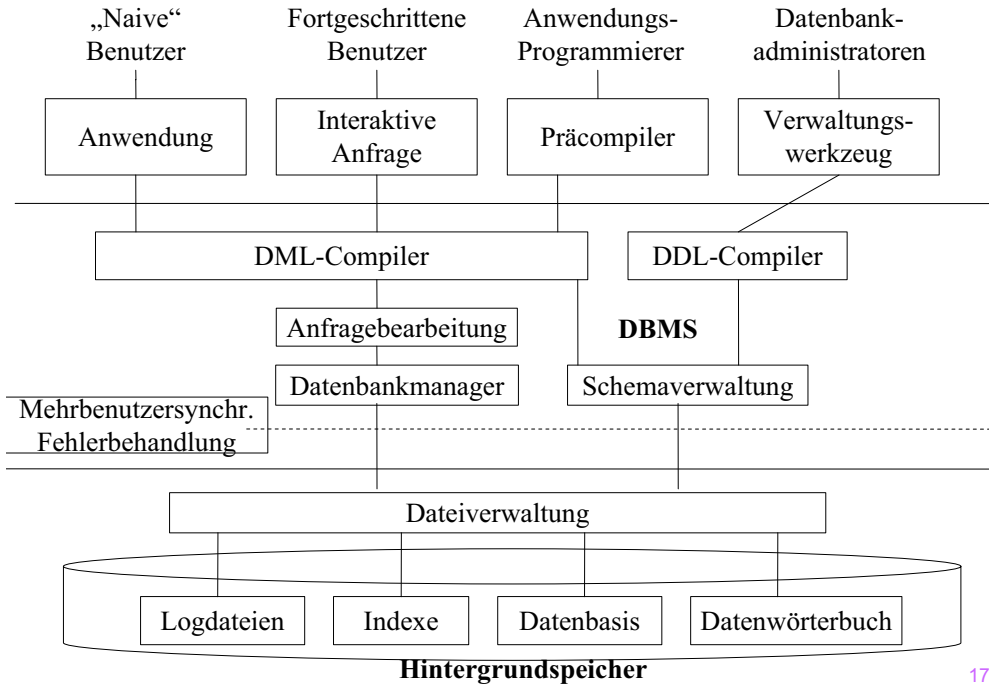 „Naive“
Benutzer
Fortgeschrittene
Benutzer
Anwendungs-
Programmierer
Datenbank-
administratoren
Anwendung
Interaktive
Anfrage
Präcompiler
Verwaltungs-
werkzeug
DML-Compiler
DDL-Compiler
Anfragebearbeitung
DBMS
Datenbankmanager
Schemaverwaltung
Mehrbenutzersynchr.
Fehlerbehandlung
Dateiverwaltung
Logdateien
Indexe
Datenbasis
Datenwörterbuch
Hintergrundspeicher
17